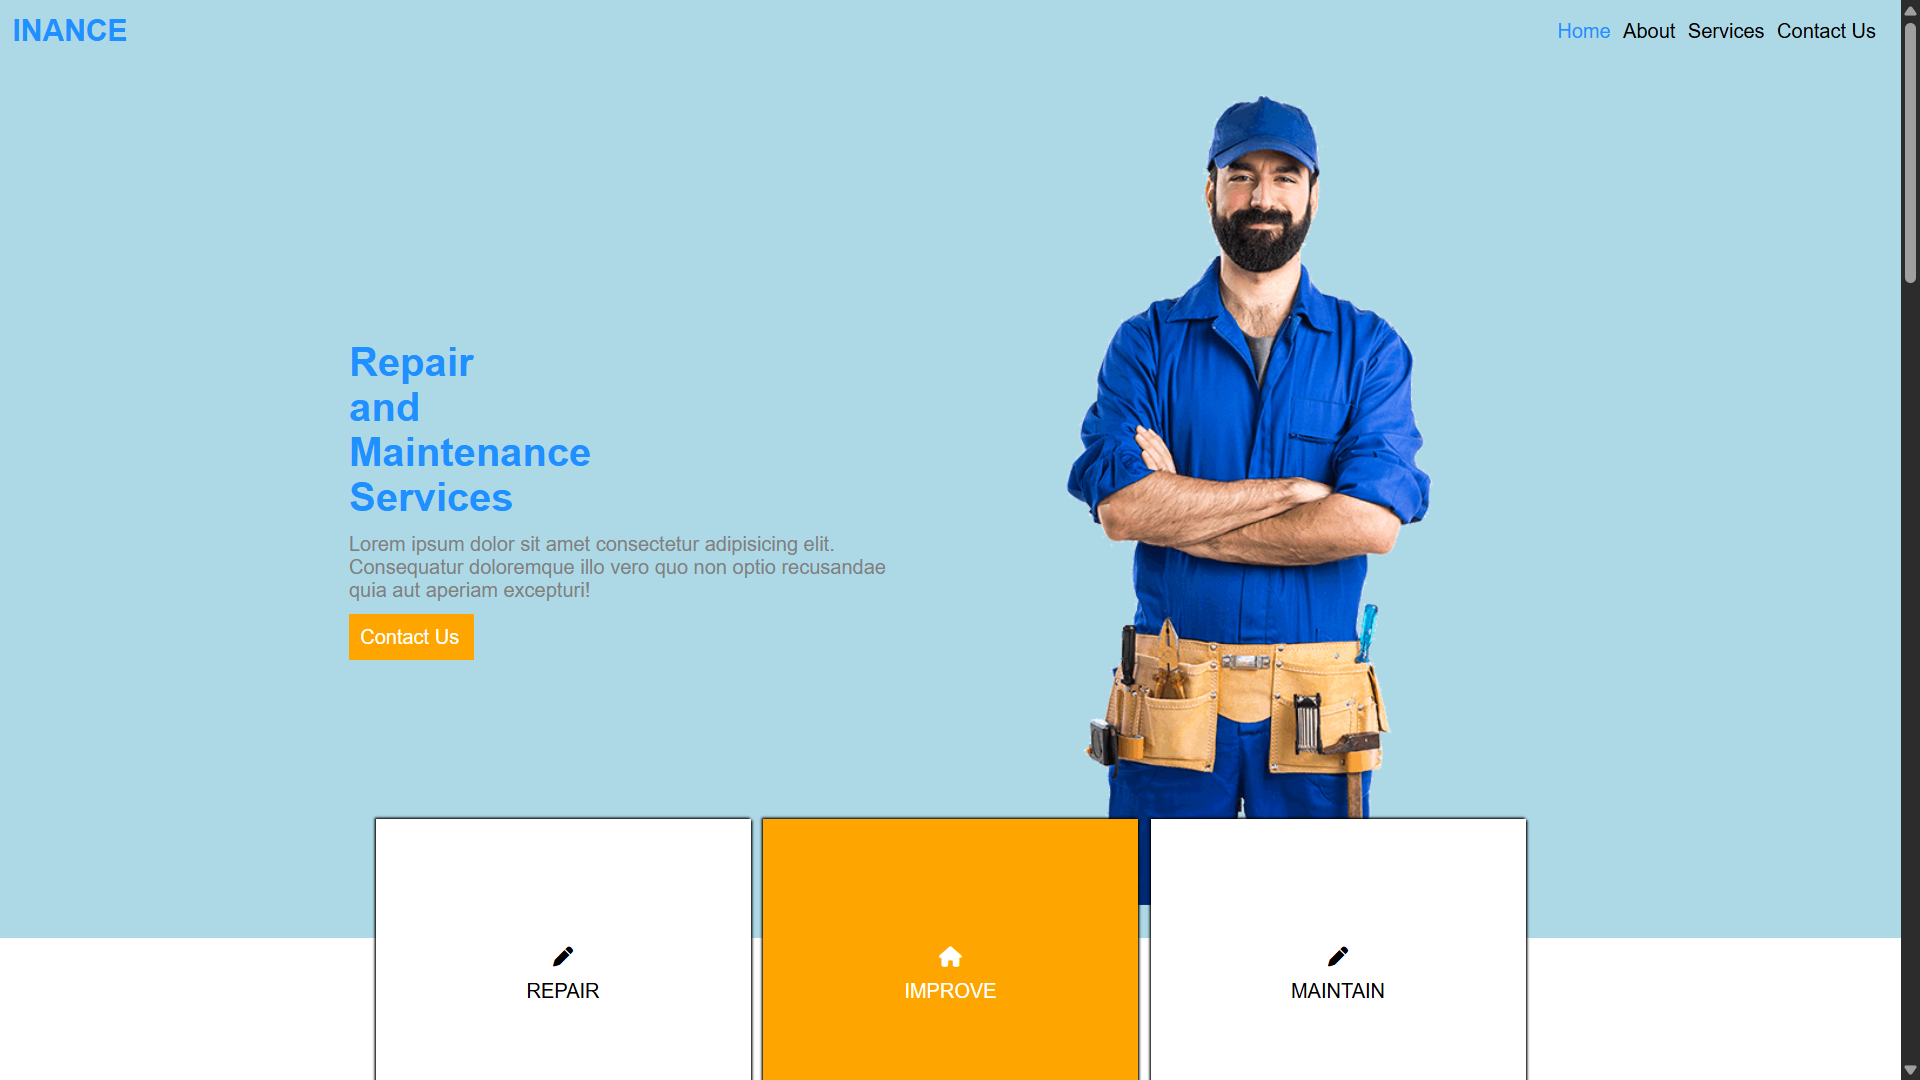 INANCE
Home About Services Contact Us
Repair
and
Maintenance
Services
Lorem ipsum dolor sit amet consectetur adipisicing elit.
Consequatur doloremque illo vero quo non optio recusandae
quia aut aperiam excepturi!
Contact Us
REPAIR
IMPROVE
MAINTAIN